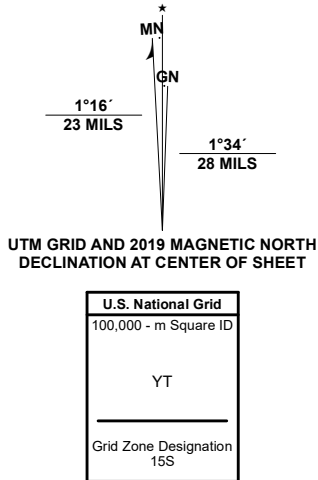 MN
GN
1°16´
23 MILS
1°34´
28 MILS
UTM GRID AND 2019 MAGNETIC NORTH
DECLINATION AT CENTER OF SHEET
U.S. National Grid
100,000 - m Square ID
YT
Grid Zone Designation
15S